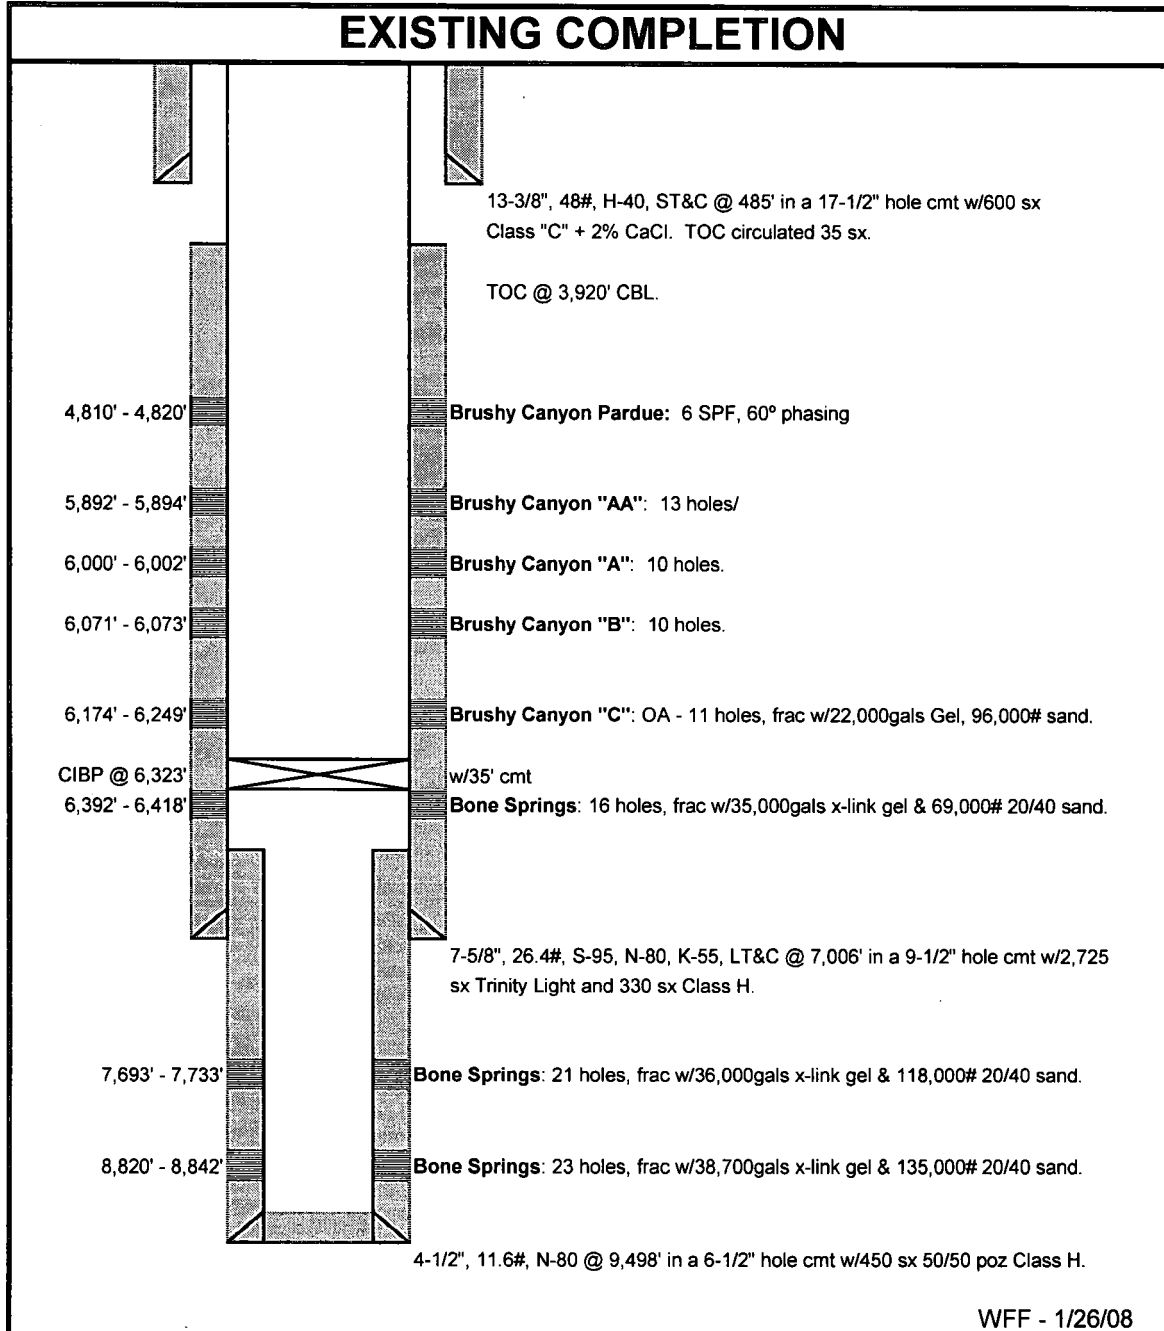 EXISTING COMPLETION
13-3/8", 48#, H-40, ST&C @ 485' in a 17-1/2" hole cmt w/600 sx
Class "C" + 2% CaCl. TOC circulated 35 sx.
TOC @ 3,920' CBL.
4,810' - 4,820' Brushy Canyon Pardue: 6 SPF, 60º phasing
5,892' - 5,894' Brushy Canyon "AA": 13 holes/
6,000' - 6,002' Brushy Canyon "A": 10 holes.
6,071' - 6,073' Brushy Canyon "B": 10 holes.
6,174' - 6,249' Brushy Canyon "C": OA - 11 holes, frac w/22,000gals Gel, 96,000# sand.
CIBP @ 6,323' w/35' cmt
6,392' - 6,418' Bone Springs: 16 holes, frac w/35,000gals x-link gel & 69,000# 20/40 sand.
7-5/8", 26.4#, S-95, N-80, K-55, LT&C @ 7,006' in a 9-1/2" hole cmt w/2,725
sx Trinity Light and 330 sx Class H.
7,693' - 7,733' Bone Springs: 21 holes, frac w/36,000gals x-link gel & 118,000# 20/40 sand.
8,820' - 8,842' Bone Springs: 23 holes, frac w/38,700gals x-link gel & 135,000# 20/40 sand.
4-1/2", 11.6#, N-80 @ 9,498' in a 6-1/2" hole cmt w/450 sx 50/50 poz Class H.
WFF - 1/26/08